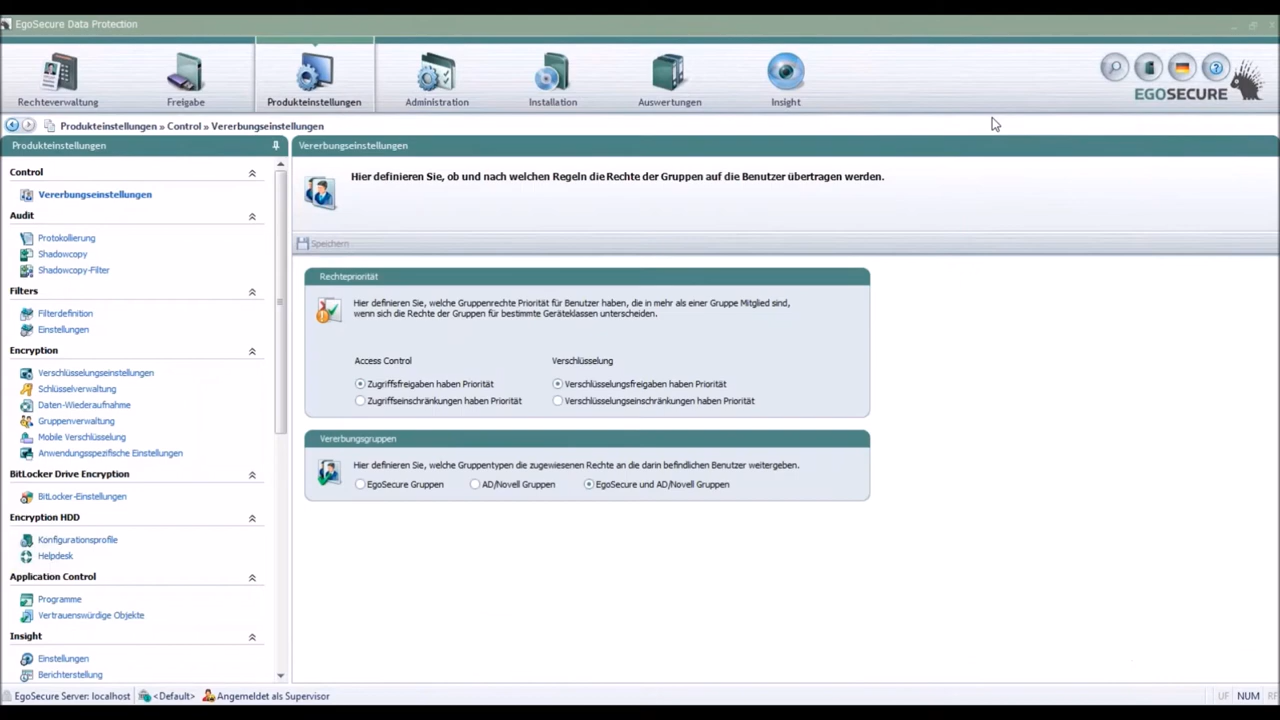 EgoSecure Data Protection
Rechteverwaltung
Freigabe
Produkteinstellungen
Administration
Installation
Auswertungen
Insight
EGOSECURE
Produkteinstellungen » Control » Vererbungseinstellungen
Produkteinstellungen
Control
Vererbungseinstellungen
Audit
Protokollierung
Shadowcopy
Shadowcopy-Filter
Filters
Filterdefinition
Einstellungen
Encryption
Verschlüsselungseinstellungen
Schlüsselverwaltung
Daten-Wiederaufnahme
Gruppenverwaltung
Mobile Verschlüsselung
Anwendungsspezifische Einstellungen
BitLocker Drive Encryption
BitLocker-Einstellungen
Encryption HDD
Konfigurationsprofile
Helpdesk
Application Control
Programme
Vertrauenswürdige Objekte
Insight
Einstellungen
Berichterstellung
Vererbungseinstellungen
Hier definieren Sie, ob und nach welchen Regeln die Rechte der Gruppen auf die Benutzer übertragen werden.
Speichern
Rechtepriorität
Hier definieren Sie, welche Gruppenrechte Priorität für Benutzer haben, die in mehr als einer Gruppe Mitglied sind,
wenn sich die Rechte der Gruppen für bestimmte Geräteklassen unterscheiden.
Access Control
Verschlüsselung
Zugriffsfreigaben haben Priorität
Verschlüsselungsfreigaben haben Priorität
Zugriffseinschränkungen haben Priorität
Verschlüsselungseinschränkungen haben Priorität
Vererbungsgruppen
Hier definieren Sie, welche Gruppentypen die zugewiesenen Rechte an die darin befindlichen Benutzer weitergeben.
EgoSecure Gruppen
AD/Novell Gruppen
EgoSecure und AD/Novell Gruppen
EgoSecure Server: localhost
<Default>
Angemeldet als Supervisor
UF
NUM
RF